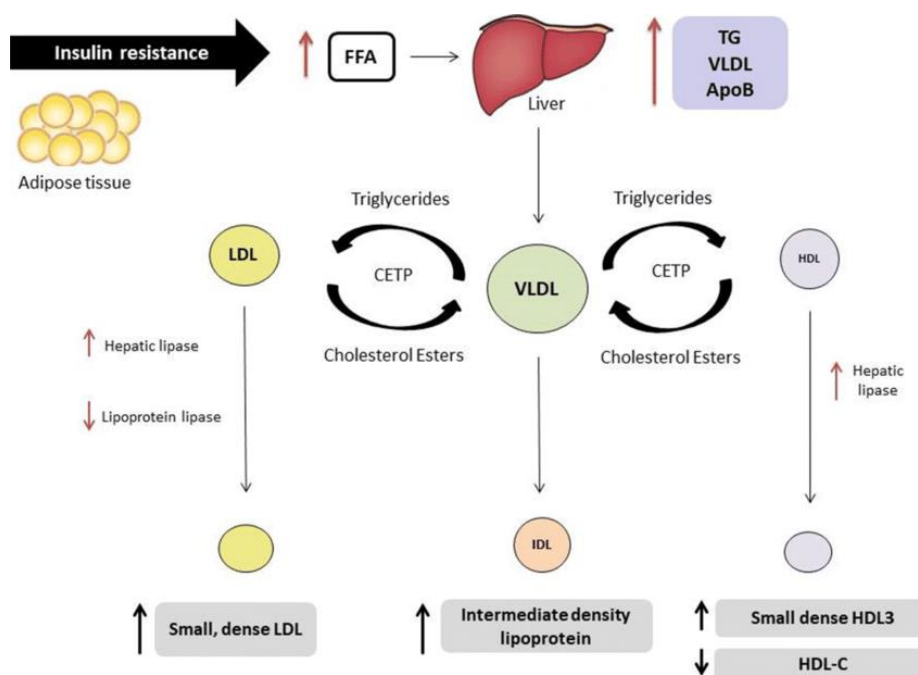 Insulin resistance
FFA
TG
VLDL
ApoB
Liver
Adipose tissue
Triglycerides
Triglycerides
LDL
CETP
VLDL
CETP
HDL
Cholesterol Esters
Cholesterol Esters
Hepatic lipase
Lipoprotein lipase
Hepatic
lipase
IDL
Small, dense LDL
Intermediate density
lipoprotein
Small dense HDL3
HDL-C